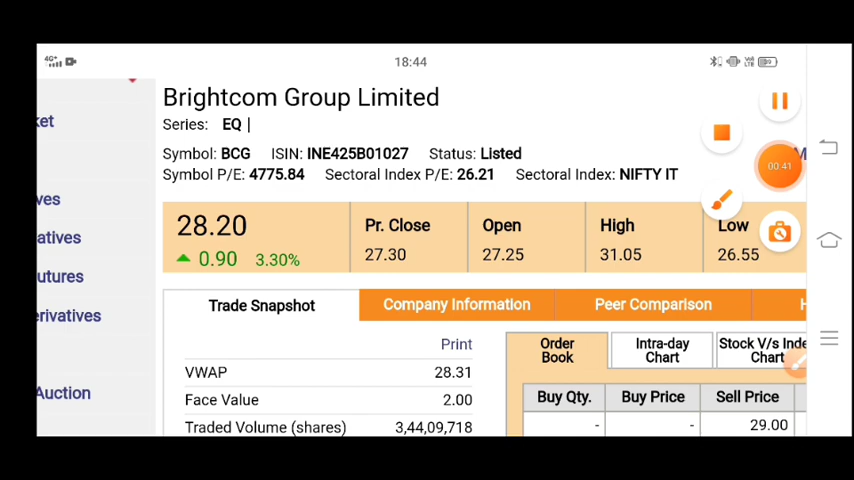 4G+ 18:44
Brightcom Group Limited
Series: EQ |
Symbol: BCG ISIN: INE425B01027 Status: Listed
Symbol P/E: 4775.84 Sectoral Index P/E: 26.21 Sectoral Index: NIFTY IT
00:41
28.20 Pr. Close Open High Low
0.90 3.30% 27.30 27.25 31.05 26.55
Trade Snapshot Company Information Peer Comparison H
Print
VWAP 28.31
Face Value 2.00
Traded Volume (shares) 3,44,09,718
Order Book Intra-day Chart Stock V/s Inde Chart
Buy Qty. Buy Price Sell Price
- - 29.00
ket
ves
atives
utures
erivatives
Auction